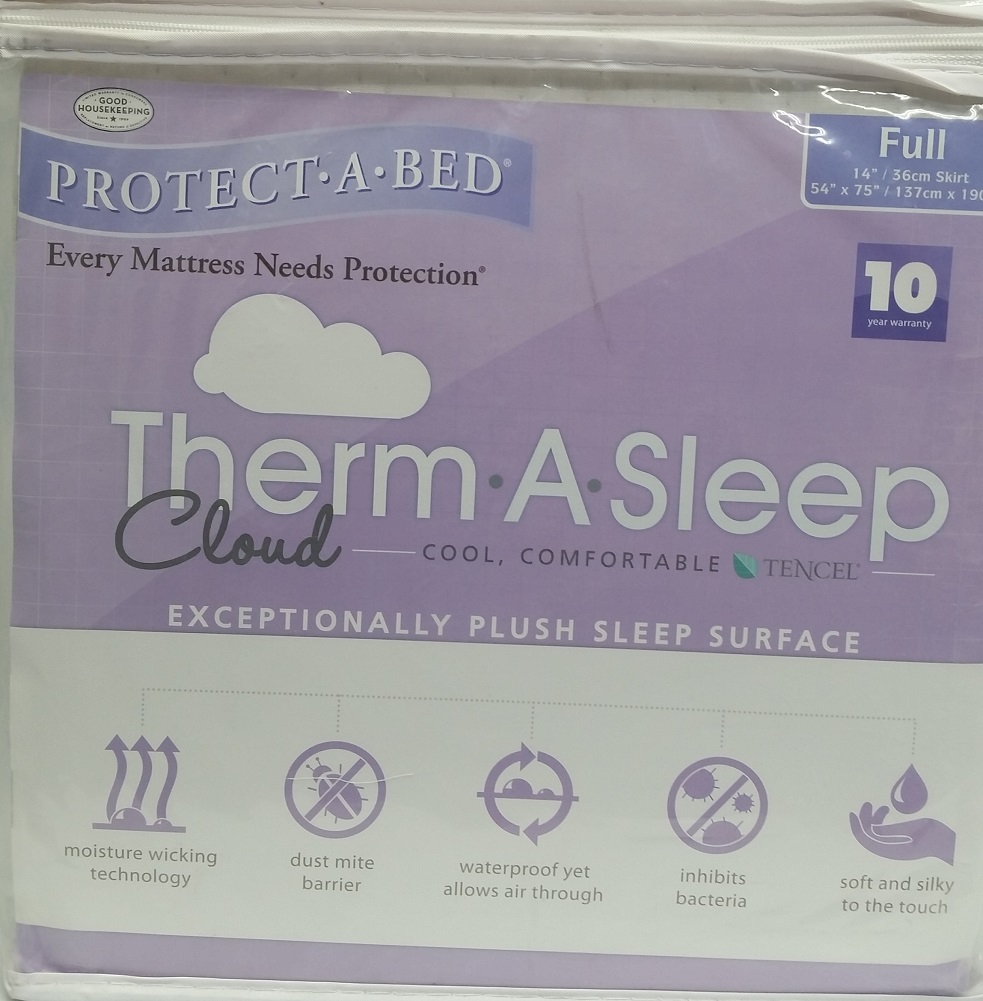 GOOD
HOUSEKEEPING
PROTECT·A·BED®
Every Mattress Needs Protection®
Full
14” / 36cm Skirt
54” x 75” / 137cm x 190
10
year warranty
Therm·A·Sleep
Cloud
COOL, COMFORTABLE TENCEL®
EXCEPTIONALLY PLUSH SLEEP SURFACE
moisture wicking
technology
dust mite
barrier
waterproof yet
allows air through
inhibits
bacteria
soft and silky
to the touch